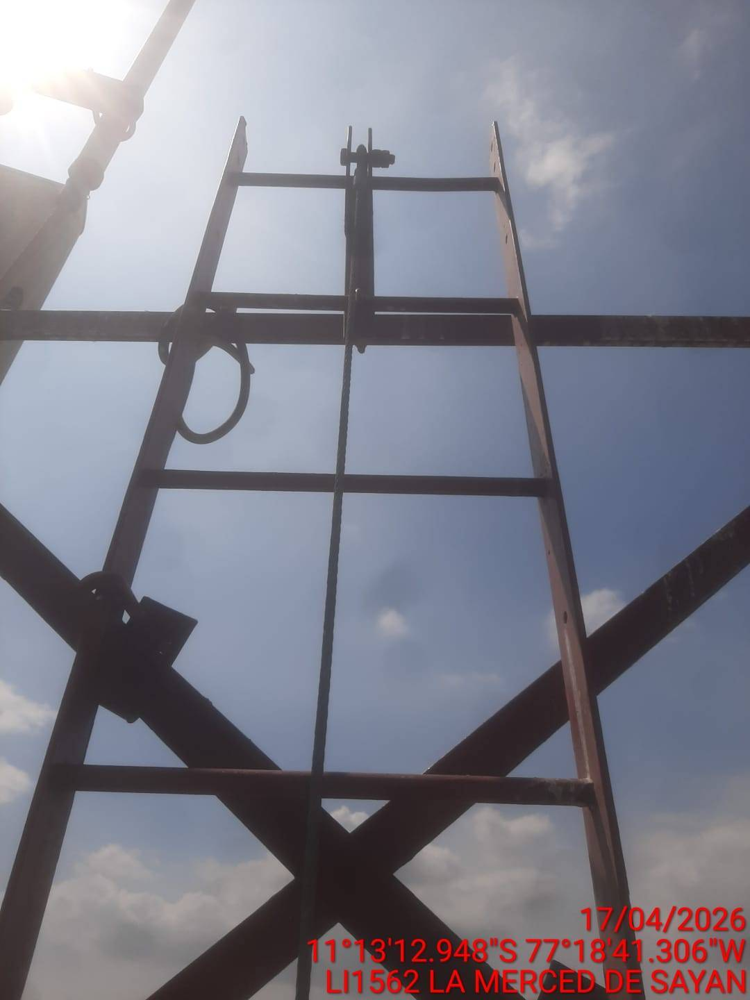 17/04/2026
11°13'12.948"S 77°18'41.306"W
LI1562 LA MERCED DE SAYAN